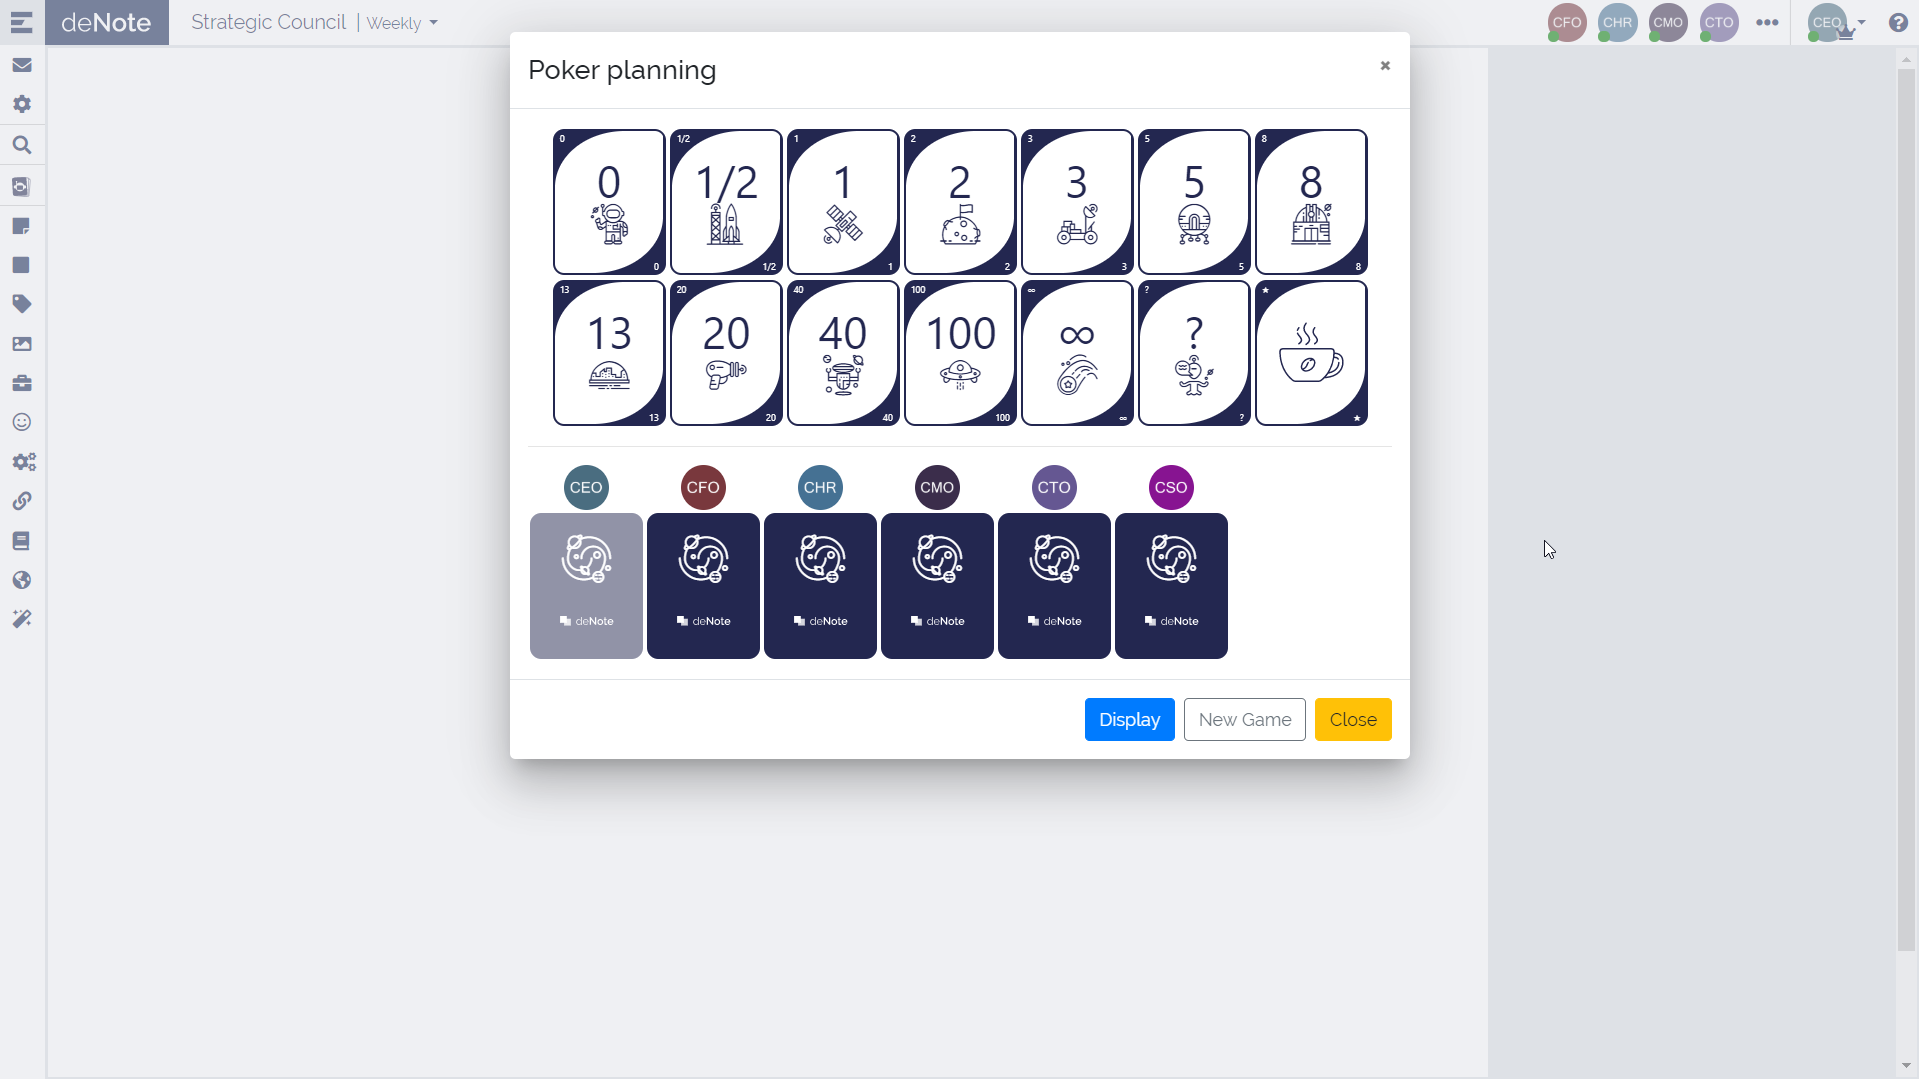 deNote
Strategic Council | Weekly
CFO CHR CMO CTO ••• CEO
Poker planning ×
0 1/2 1 2 3 5 8
0 1/2 1 2 3 5 8
0 1/2 1 2 3 5 8
13 20 40 100 ∞ ? ★
13 20 40 100 ∞ ?
13 20 40 100 ∞ ? ★
CEO CFO CHR CMO CTO CSO
deNote deNote deNote deNote deNote deNote
Display New Game Close